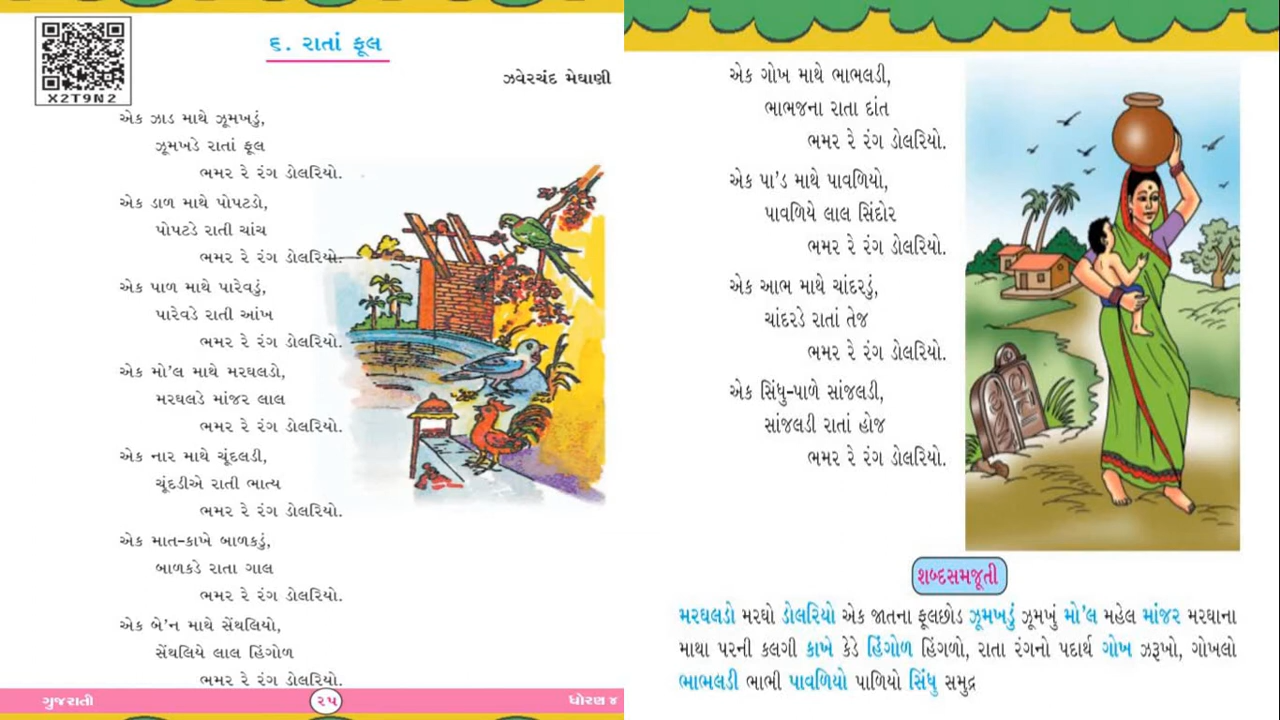 X2T9N2
૬. રાતાં ફૂલ
ઝવેરચંદ મેઘાણી
એક ઝાડ માથે ઝૂમખડું,
ઝૂમખડે રાતાં ફૂલ
ભમર રે રંગ ડોલરિયો.
એક ડાળ માથે પોપટડો,
પોપટડે રાતી ચાંચ
ભમર રે રંગ ડોલરિયો.
એક પાળ માથે પારેવડું,
પારેવડે રાતી આંખ
ભમર રે રંગ ડોલરિયો.
એક મો'લ માથે મરઘલડો,
મરઘલડે માંજર લાલ
ભમર રે રંગ ડોલરિયો.
એક નાર માથે ચૂંદલડી,
ચૂંદડીએ રાતી ભાત્ય
ભમર રે રંગ ડોલરિયો.
એક માત-કાખે બાળકડું,
બાળકડે રાતા ગાલ
ભમર રે રંગ ડોલરિયો.
એક બે'ન માથે સેંથલિયો,
સેંથલિયે લાલ હિંગોળ
ભમર રે રંગ ડોલરિયો.
ગુજરાતી
૨૫
ધોરણ ૪
એક ગોખ માથે ભાભલડી,
ભાભજના રાતા દાંત
ભમર રે રંગ ડોલરિયો.
એક પા'ડ માથે પાવળિયો,
પાવળિયે લાલ સિંદોર
ભમર રે રંગ ડોલરિયો.
એક આભ માથે ચાંદરડું,
ચાંદરડે રાતાં તેજ
ભમર રે રંગ ડોલરિયો.
એક સિંધુ-પાળે સાંજલડી,
સાંજલડી રાતાં હોજ
ભમર રે રંગ ડોલરિયો.
શબ્દસમજૂતી
મરઘલડો મરઘો ડોલરિયો એક જાતના ફૂલછોડ ઝૂમખડું ઝૂમખું મો'લ મહેલ માંજર મરઘાના
માથા પરની કલગી કાખે કેડે હિંગોળ હિંગળો, રાતા રંગનો પદાર્થ ગોખ ઝરૂખો, ગોખલો
ભાભલડી ભાભી પાવળિયો પાળિયો સિંધુ સમુદ્ર